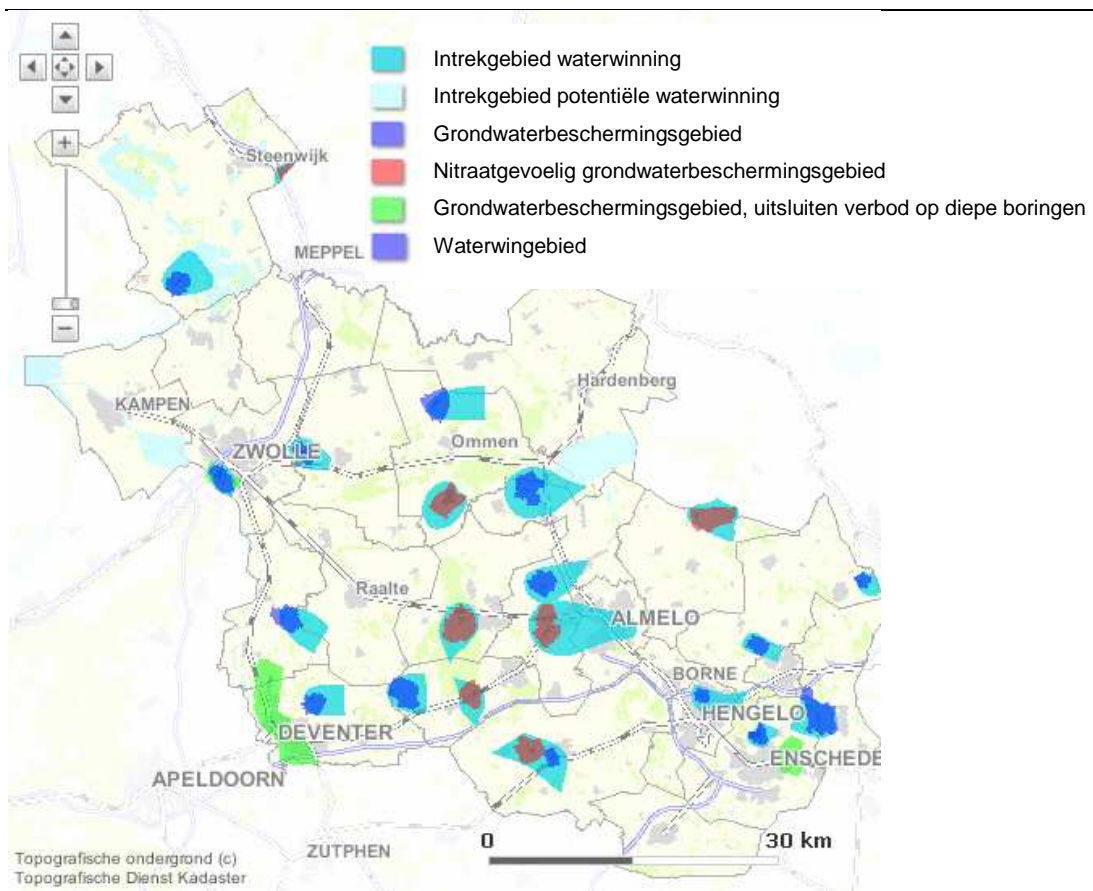 Intrekgebied waterwinning
Intrekgebied potentiële waterwinning
Grondwaterbeschermingsgebied
Nitraatgevoelig grondwaterbeschermingsgebied
Grondwaterbeschermingsgebied, uitsluiten verbod op diepe boringen
Waterwingebied
Steenwijk
MEPPEL
Hardenberg
KAMPEN
ZWOLLE
Ommen
Raalte
ALMELO
BORNE
HENGELO
DEVENTER
ENSCHEDE
APELDOORN
ZUTPHEN
0 30 km
Topografische ondergrond (c)
Topografische Dienst Kadaster